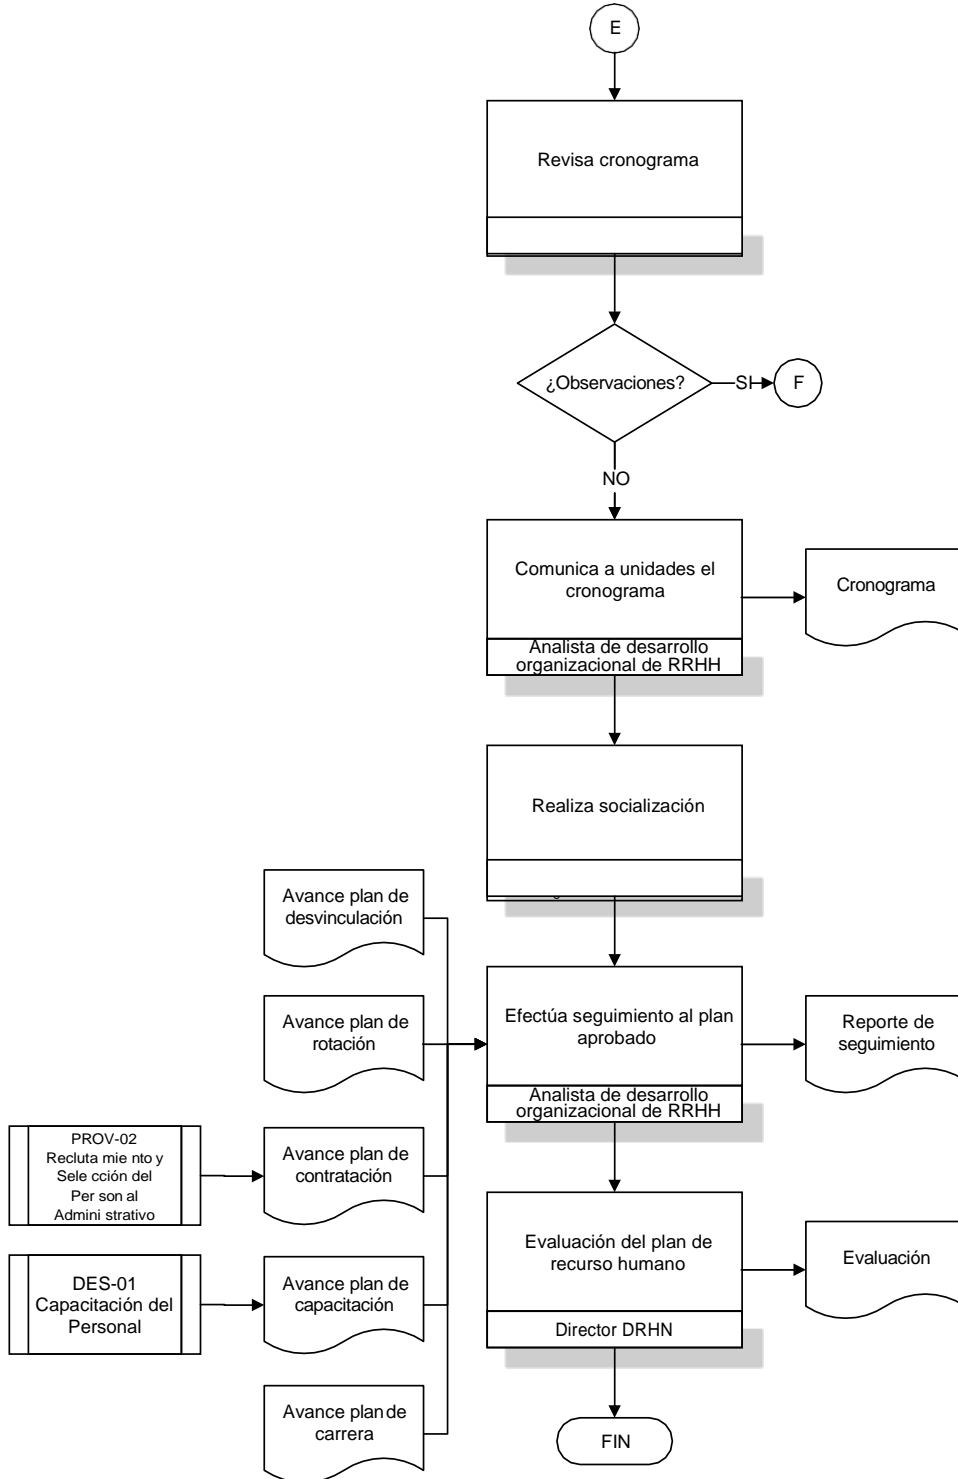 E
Revisa cronograma
¿Observaciones?
SI
F
NO
Comunica a unidades el
cronograma
Analista de desarrollo
organizacional de RRHH
Cronograma
Realiza socialización
Avance plan de
desvinculación
Avance plan de
rotación
Efectúa seguimiento al plan
aprobado
Analista de desarrollo
organizacional de RRHH
Reporte de
seguimiento
PROV-02
Recluta mie nto y
Sele cción del
Per son al
Admini strativo
Avance plan de
contratación
Evaluación del plan de
recurso humano
Director DRHN
Evaluación
DES-01
Capacitación del
Personal
Avance plan de
capacitación
Avance plan de
carrera
FIN